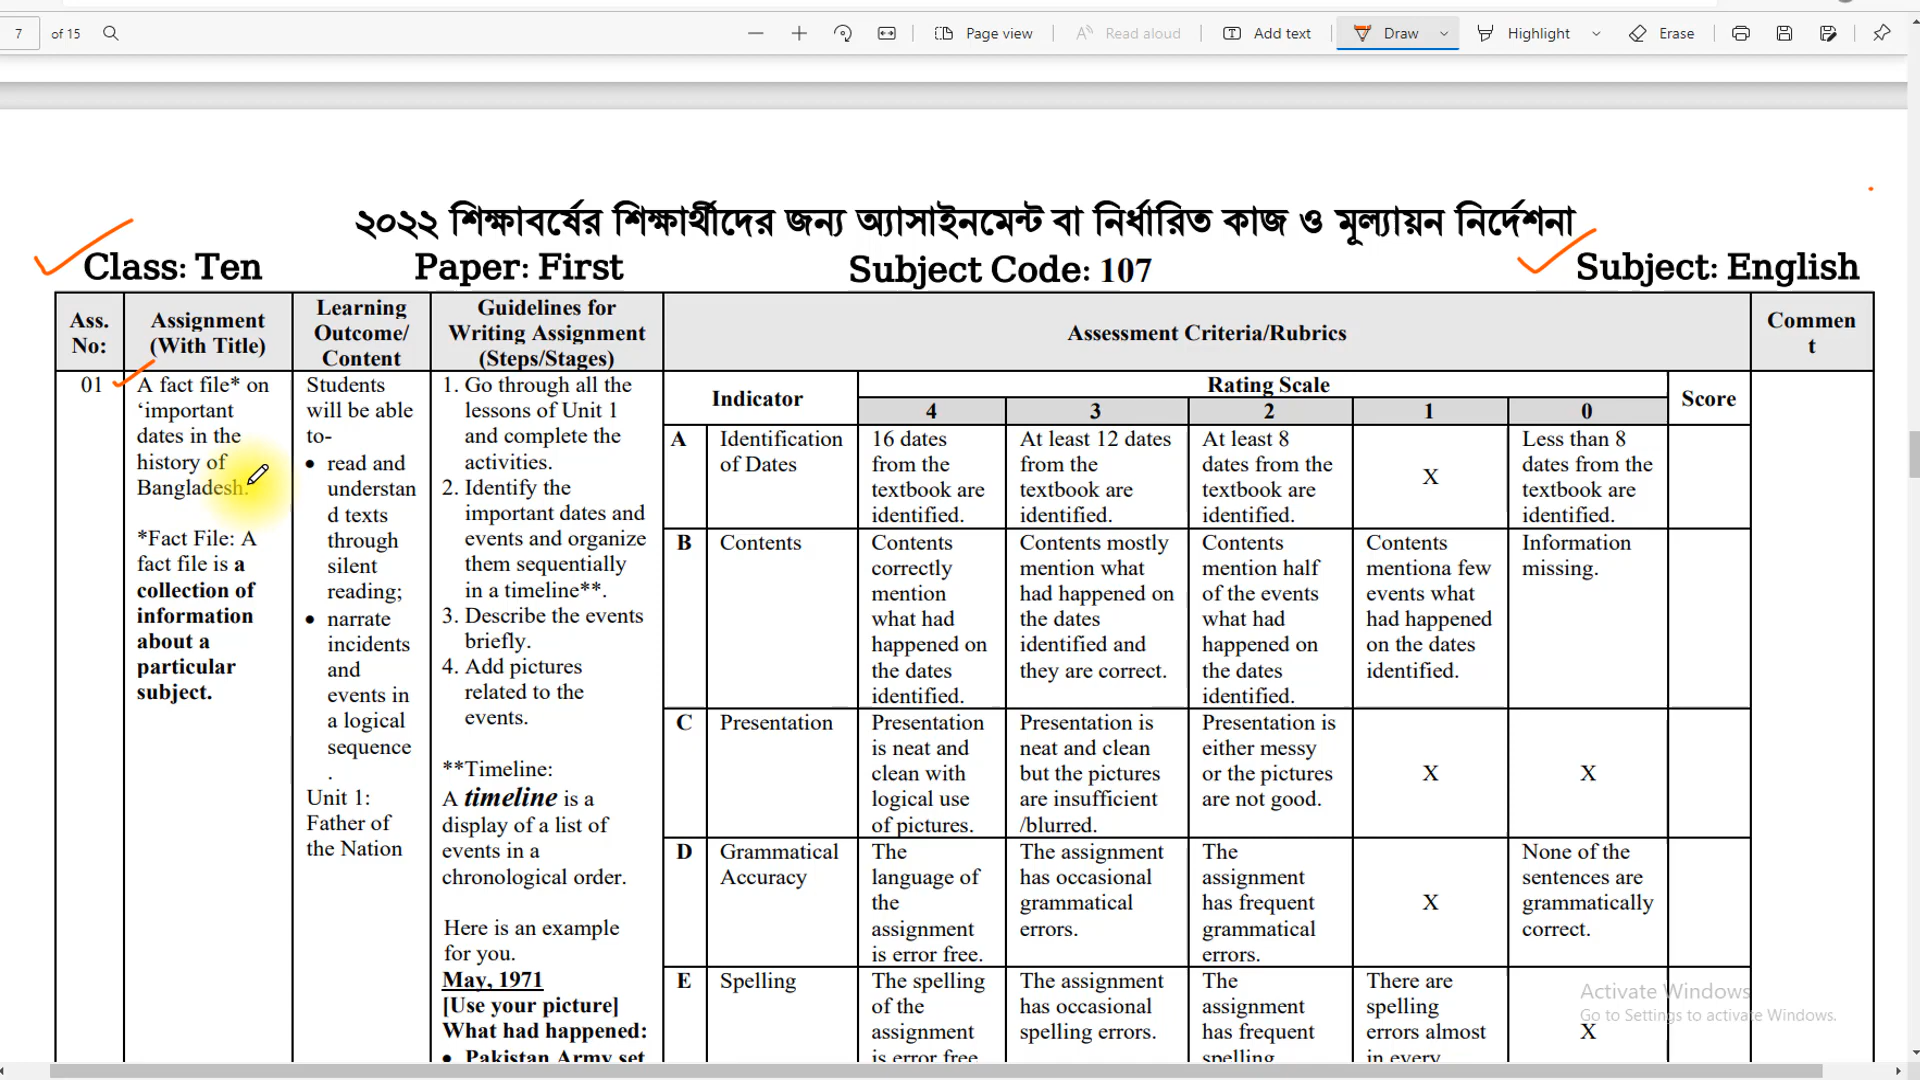 7 of 15 Page view Read aloud Add text Draw Highlight Erase
২০২২ শিক্ষাবর্ষের শিক্ষার্থীদের জন্য অ্যাসাইনমেন্ট বা নির্ধারিত কাজ ও মূল্যায়ন নির্দেশনা
Class: Ten Paper: First Subject Code: 107 Subject: English
Ass.
No:
Assignment
(With Title)
Learning
Outcome/
Content
Guidelines for
Writing Assignment
(Steps/Stages)
Assessment Criteria/Rubrics
Commen
t
01
A fact file* on
‘important
dates in the
history of
Bangladesh.
*Fact File: A
fact file is a
collection of
information
about a
particular
subject.
Students
will be able
to-
• read and
understan
d texts
through
silent
reading;
• narrate
incidents
and
events in
a logical
sequence
.
Unit 1:
Father of
the Nation
1. Go through all the
lessons of Unit 1
and complete the
activities.
2. Identify the
important dates and
events and organize
them sequentially
in a timeline**.
3. Describe the events
briefly.
4. Add pictures
related to the
events.
**Timeline:
A timeline is a
display of a list of
events in a
chronological order.
Here is an example
for you.
May, 1971
[Use your picture]
What had happened:
• Pakistan Army set
Indicator
Rating Scale
Score
4 3 2 1 0
A
Identification
of Dates
16 dates
from the
textbook are
identified.
At least 12 dates
from the
textbook are
identified.
At least 8
dates from the
textbook are
identified.
X
Less than 8
dates from the
textbook are
identified.
B
Contents
Contents
correctly
mention
what had
happened on
the dates
identified.
Contents mostly
mention what
had happened on
the dates
identified and
they are correct.
Contents
mention half
of the events
what had
happened on
the dates
identified.
Contents
mentiona few
events what
had happened
on the dates
identified.
Information
missing.
C
Presentation
Presentation
is neat and
clean with
logical use
of pictures.
Presentation is
neat and clean
but the pictures
are insufficient
/blurred.
Presentation is
either messy
or the pictures
are not good.
X
X
D
Grammatical
Accuracy
The
language of
the
assignment
is error free.
The assignment
has occasional
grammatical
errors.
The
assignment
has frequent
grammatical
errors.
X
None of the
sentences are
grammatically
correct.
E
Spelling
The spelling
of the
assignment
is error free
The assignment
has occasional
spelling errors.
The
assignment
has frequent
spelling
There are
spelling
errors almost
in every
X
Activate Windows
Go to Settings to activate Windows.